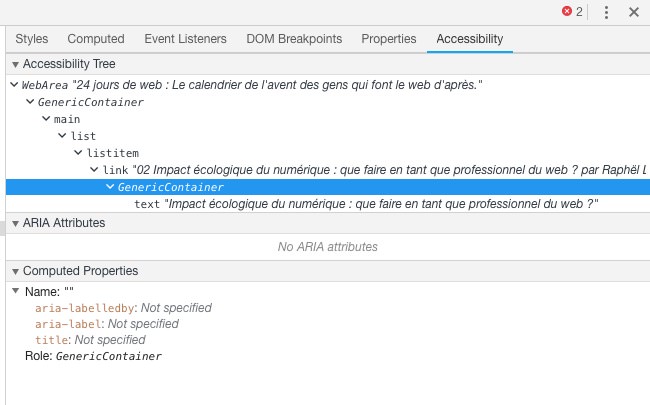 2
Styles Computed Event Listeners DOM Breakpoints Properties Accessibility
Accessibility Tree
WebArea "24 jours de web : Le calendrier de l'avent des gens qui font le web d'après."
GenericContainer
main
list
listitem
link "02 Impact écologique du numérique : que faire en tant que professionnel du web ? par Raphël
GenericContainer
text "Impact écologique du numérique : que faire en tant que professionnel du web ?"
ARIA Attributes
No ARIA attributes
Computed Properties
Name: ""
aria-labelledby: Not specified
aria-label: Not specified
title: Not specified
Role: GenericContainer